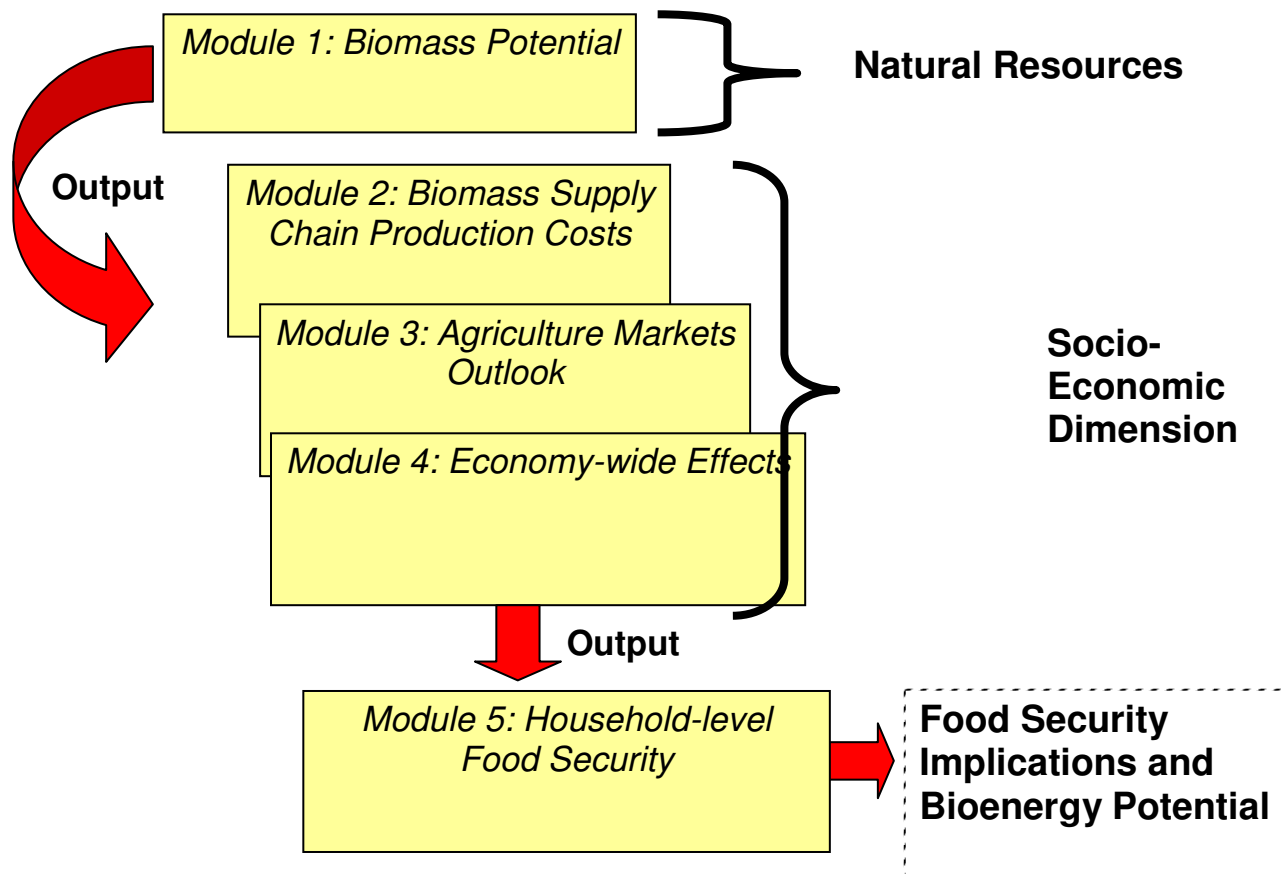 Module 1: Biomass Potential
Natural Resources
Output
Module 2: Biomass Supply
Chain Production Costs
Module 3: Agriculture Markets
Outlook
Socio-
Economic
Dimension
Module 4: Economy-wide Effects
Output
Module 5: Household-level
Food Security
Food Security
Implications and
Bioenergy Potential